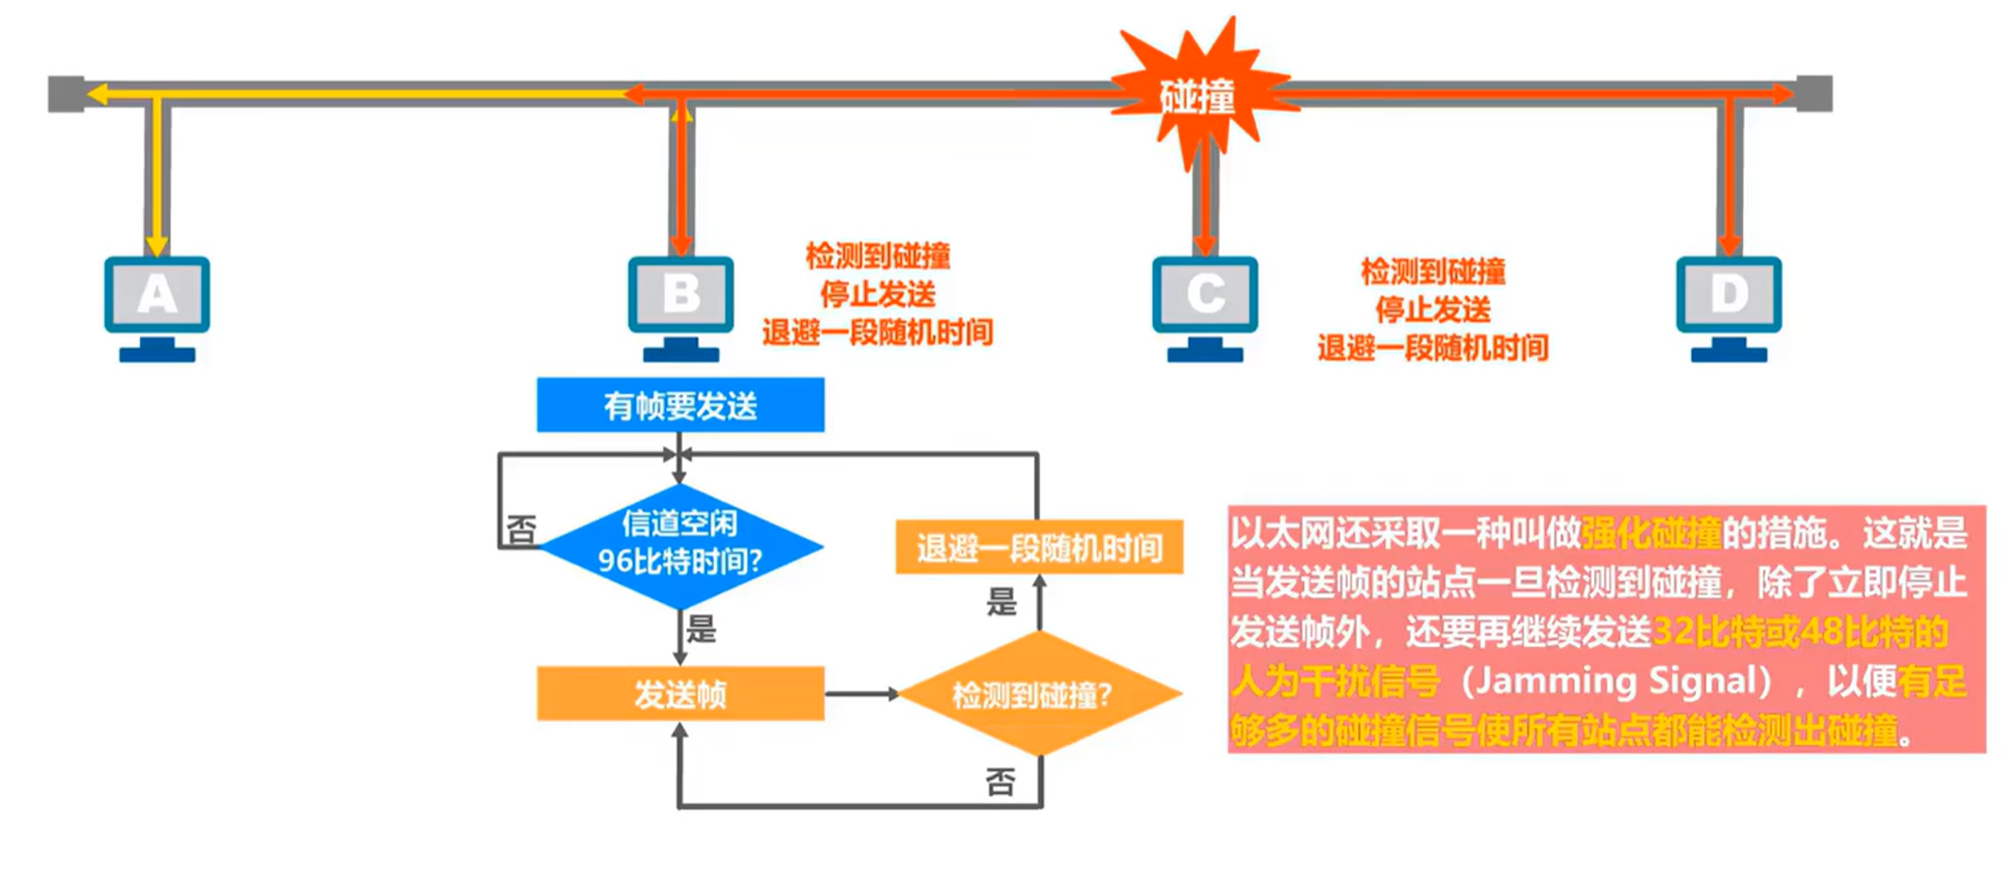 碰撞
A
B
C
D
检测到碰撞
停止发送
退避一段随机时间
检测到碰撞
停止发送
退避一段随机时间
有帧要发送
信道空闲
96比特时间?
否
是
发送帧
检测到碰撞?
是
退避一段随机时间
否
以太网还采取一种叫做强化碰撞的措施。这就是
当发送帧的站点一旦检测到碰撞，除了立即停止
发送帧外，还要再继续发送32比特或48比特的
人为干扰信号（Jamming Signal），以便有足
够多的碰撞信号使所有站点都能检测出碰撞。